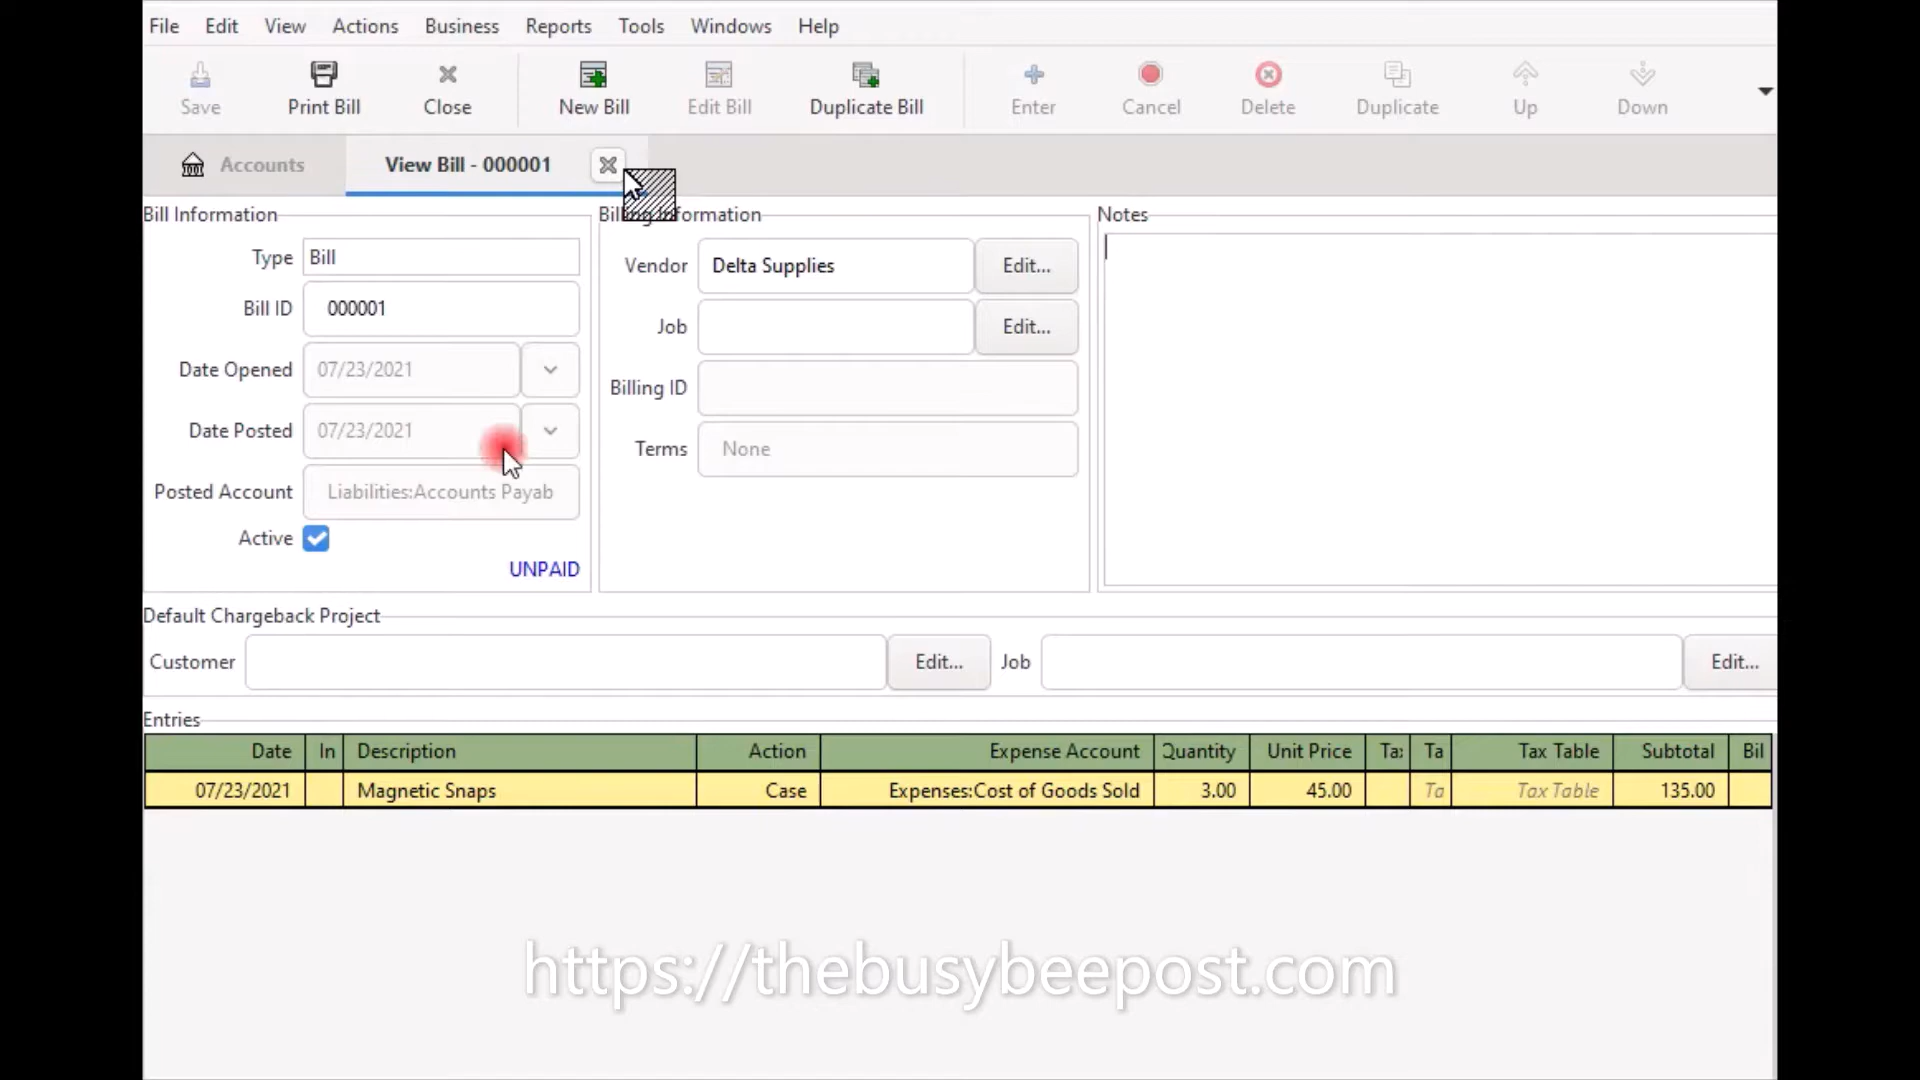 File Edit View Actions Business Reports Tools Windows Help
Save Print Bill Close New Bill Edit Bill Duplicate Bill Enter Cancel Delete Duplicate Up Down
Accounts View Bill - 000001
Bill Information
Type Bill
Bill ID 000001
Date Opened 07/23/2021
Date Posted 07/23/2021
Posted Account Liabilities:Accounts Payab
Active
UNPAID
Information
Vendor Delta Supplies Edit...
Job Edit...
Billing ID
Terms None
Notes
Default Chargeback Project
Customer Edit... Job Edit...
Entries
Date In Description Action Expense Account Quantity Unit Price Ta Tax Table Subtotal Bil
07/23/2021 Magnetic Snaps Case Expenses:Cost of Goods Sold 3.00 45.00 Ta Tax Table 135.00
https://thebusybeepost.com